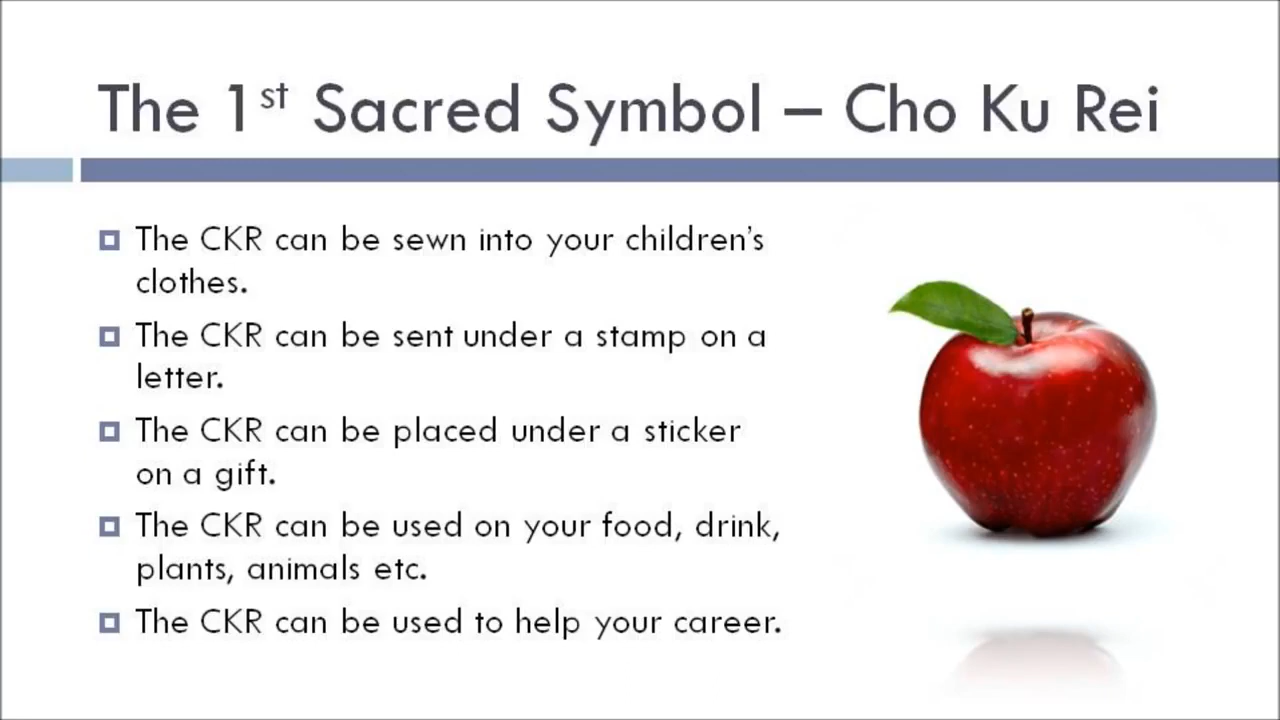 The 1st Sacred Symbol – Cho Ku Rei
The CKR can be sewn into your children's
clothes.
The CKR can be sent under a stamp on a
letter.
The CKR can be placed under a sticker
on a gift.
The CKR can be used on your food, drink,
plants, animals etc.
The CKR can be used to help your career.